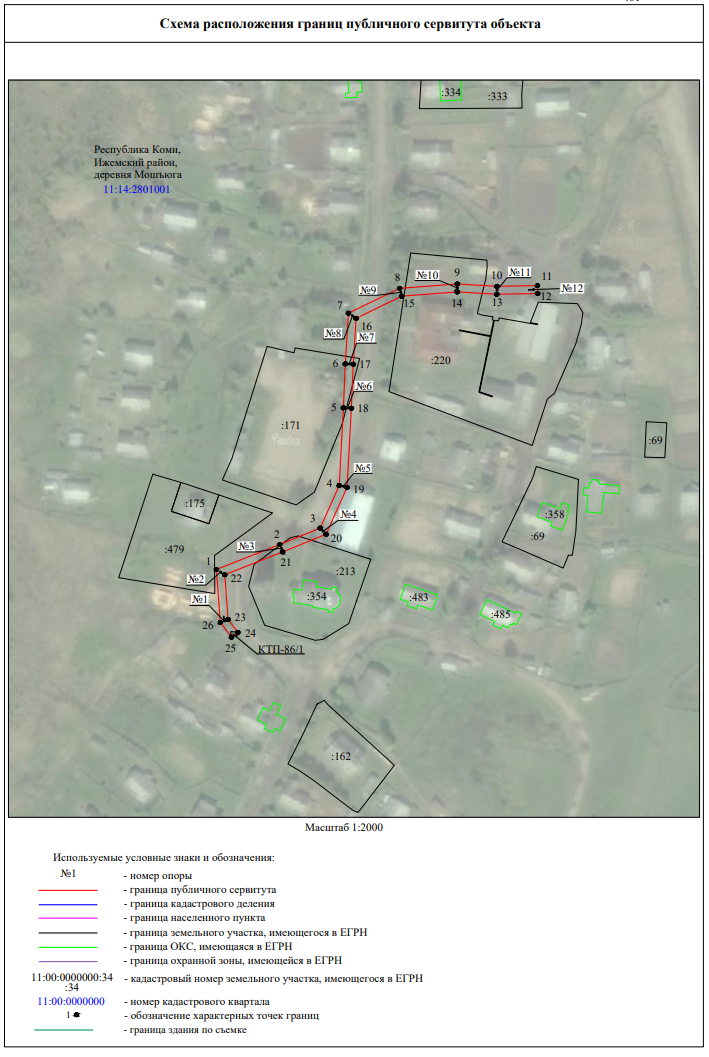 Схема расположения границ публичного сервитута объекта
:334
:333
Республика Коми,
Ижемский район,
деревня Мошъюга
11:14:2801001
8
№9
№10
9
10
№11
11
№12
15
14
13
12
7
16
№8
№7
:220
6
17
№6
5
18
:171
Yandex
:69
№5
4
19
:175
3
№4
20
:358
:69
:479
2
№3
21
1
№2
22
:213
:354
:483
:485
№1
26
23
24
25
КТП-86/1
:162
Масштаб 1:2000
Используемые условные знаки и обозначения:
№1 - номер опоры
- граница публичного сервитута
- граница кадастрового деления
- граница населенного пункта
- граница земельного участка, имеющегося в ЕГРН
- граница ОКС, имеющаяся в ЕГРН
- граница охранной зоны, имеющейся в ЕГРН
11:00:0000000:34 - кадастровый номер земельного участка, имеющегося в ЕГРН
:34
11:00:0000000 - номер кадастрового квартала
1 - обозначение характерных точек границ
- граница здания по съемке